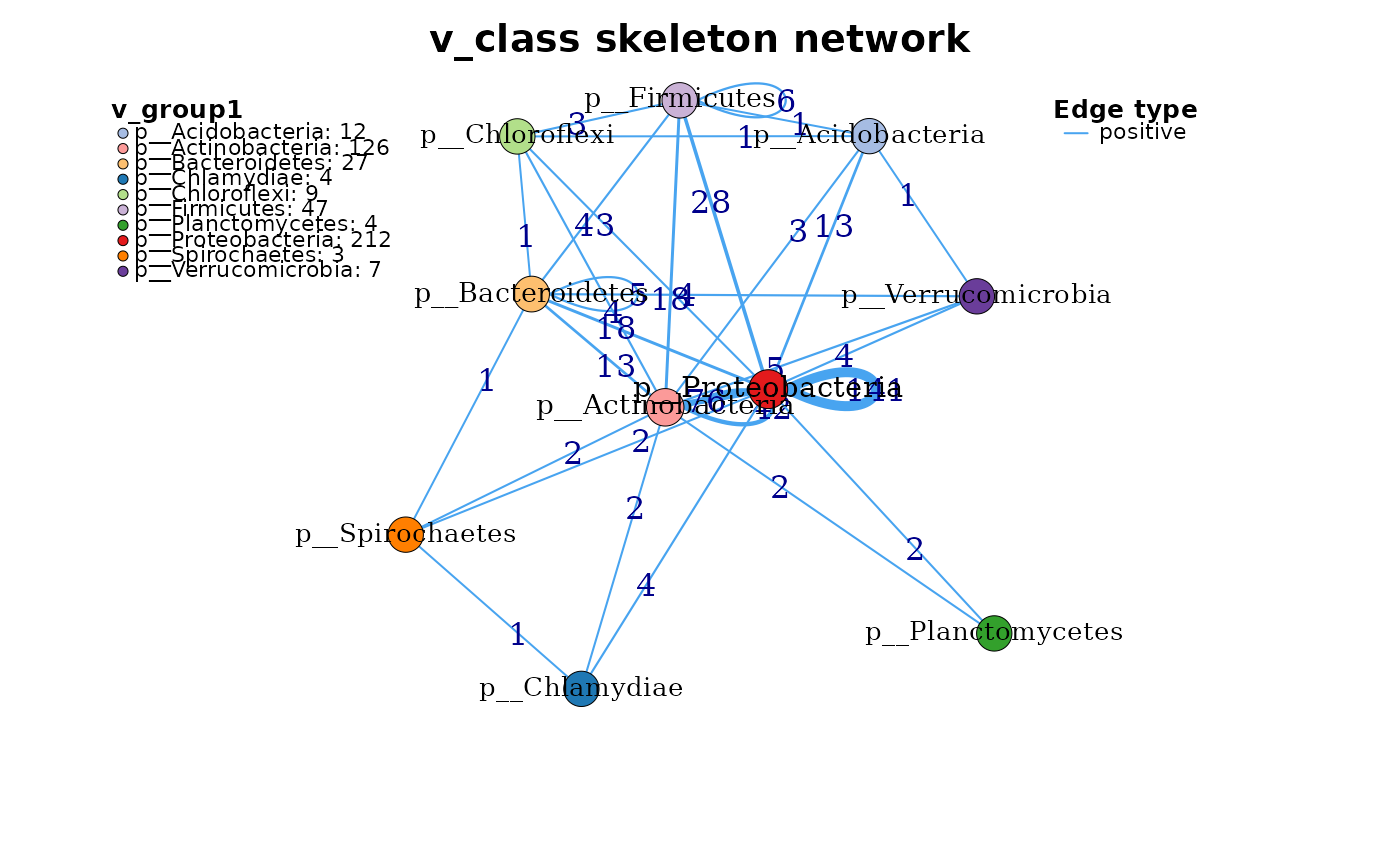 v_class skeleton network
v_group1
p__Acidobacteria: 12
p__Actinobacteria: 126
p__Bacteroidetes: 27
p__Chlamydiae: 4
p__Chloroflexi: 9
p__Firmicutes: 47
p__Planctomycetes: 4
p__Proteobacteria: 212
p__Spirochaetes: 3
p__Verrucomicrobia: 7
Edge type
positive
p__Firmicutes
6
3
1
p__Chloroflexi
1
p__Acidobacteria
1
28
1
43
3
13
p__Bacteroidetes
5
18
4
p__Verrucomicrobia
4
18
13
5
4
p__Proteobacteria
141
p__Actinobacteria
76
12
1
2
2
2
2
2
4
p__Spirochaetes
1
p__Planctomycetes
p__Chlamydiae